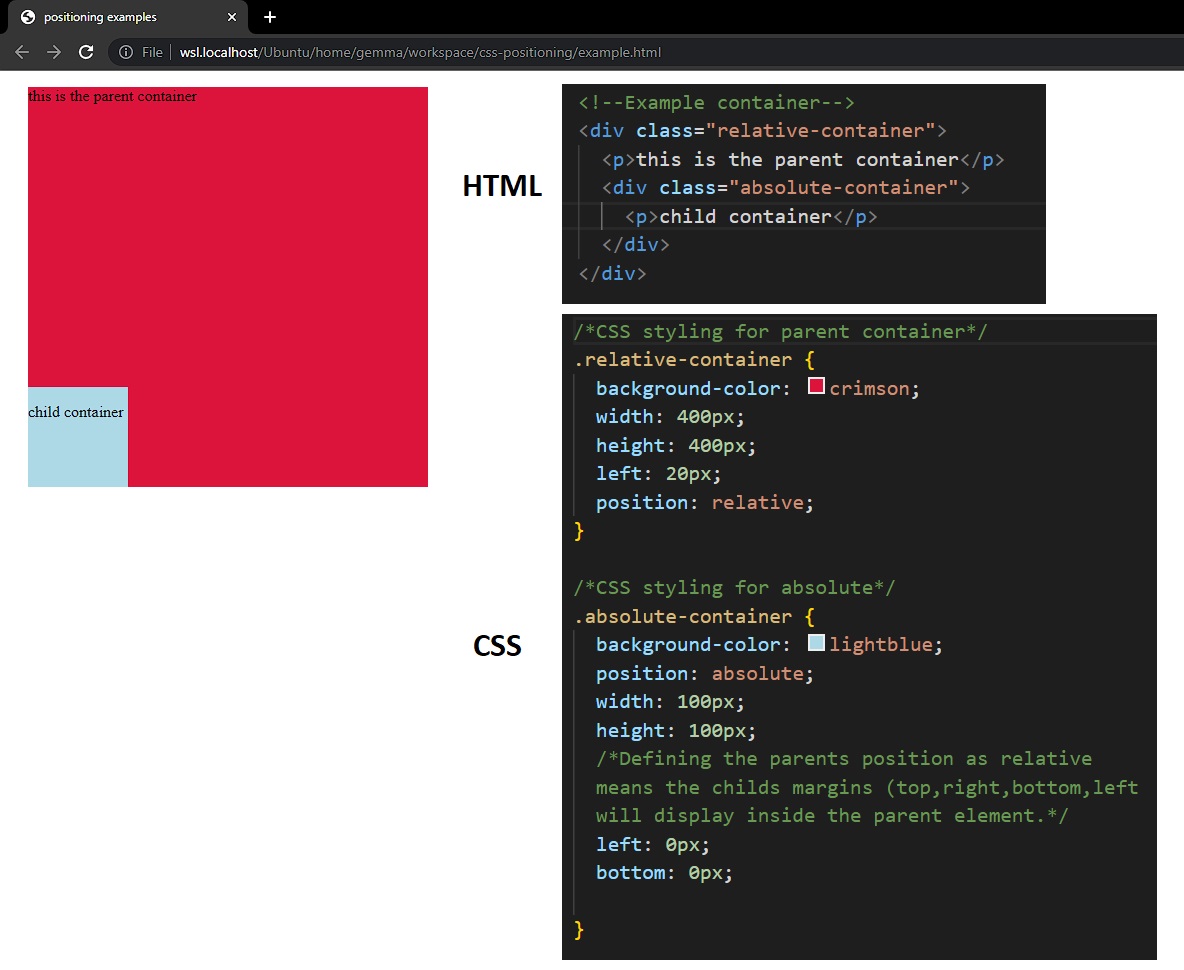 positioning examples
File wsl.localhost/Ubuntu/home/gemma/workspace/css-positioning/example.html
this is the parent container
child container
HTML
<!--Example container-->
<div class="relative-container">
<p>this is the parent container</p>
<div class="absolute-container">
<p>child container</p>
</div>
</div>
CSS
/*CSS styling for parent container*/
.relative-container {
background-color: crimson;
width: 400px;
height: 400px;
left: 20px;
position: relative;
}
/*CSS styling for absolute*/
.absolute-container {
background-color: lightblue;
position: absolute;
width: 100px;
height: 100px;
/*Defining the parents position as relative
means the childs margins (top,right,bottom,left
will display inside the parent element.*/
left: 0px;
bottom: 0px;
}